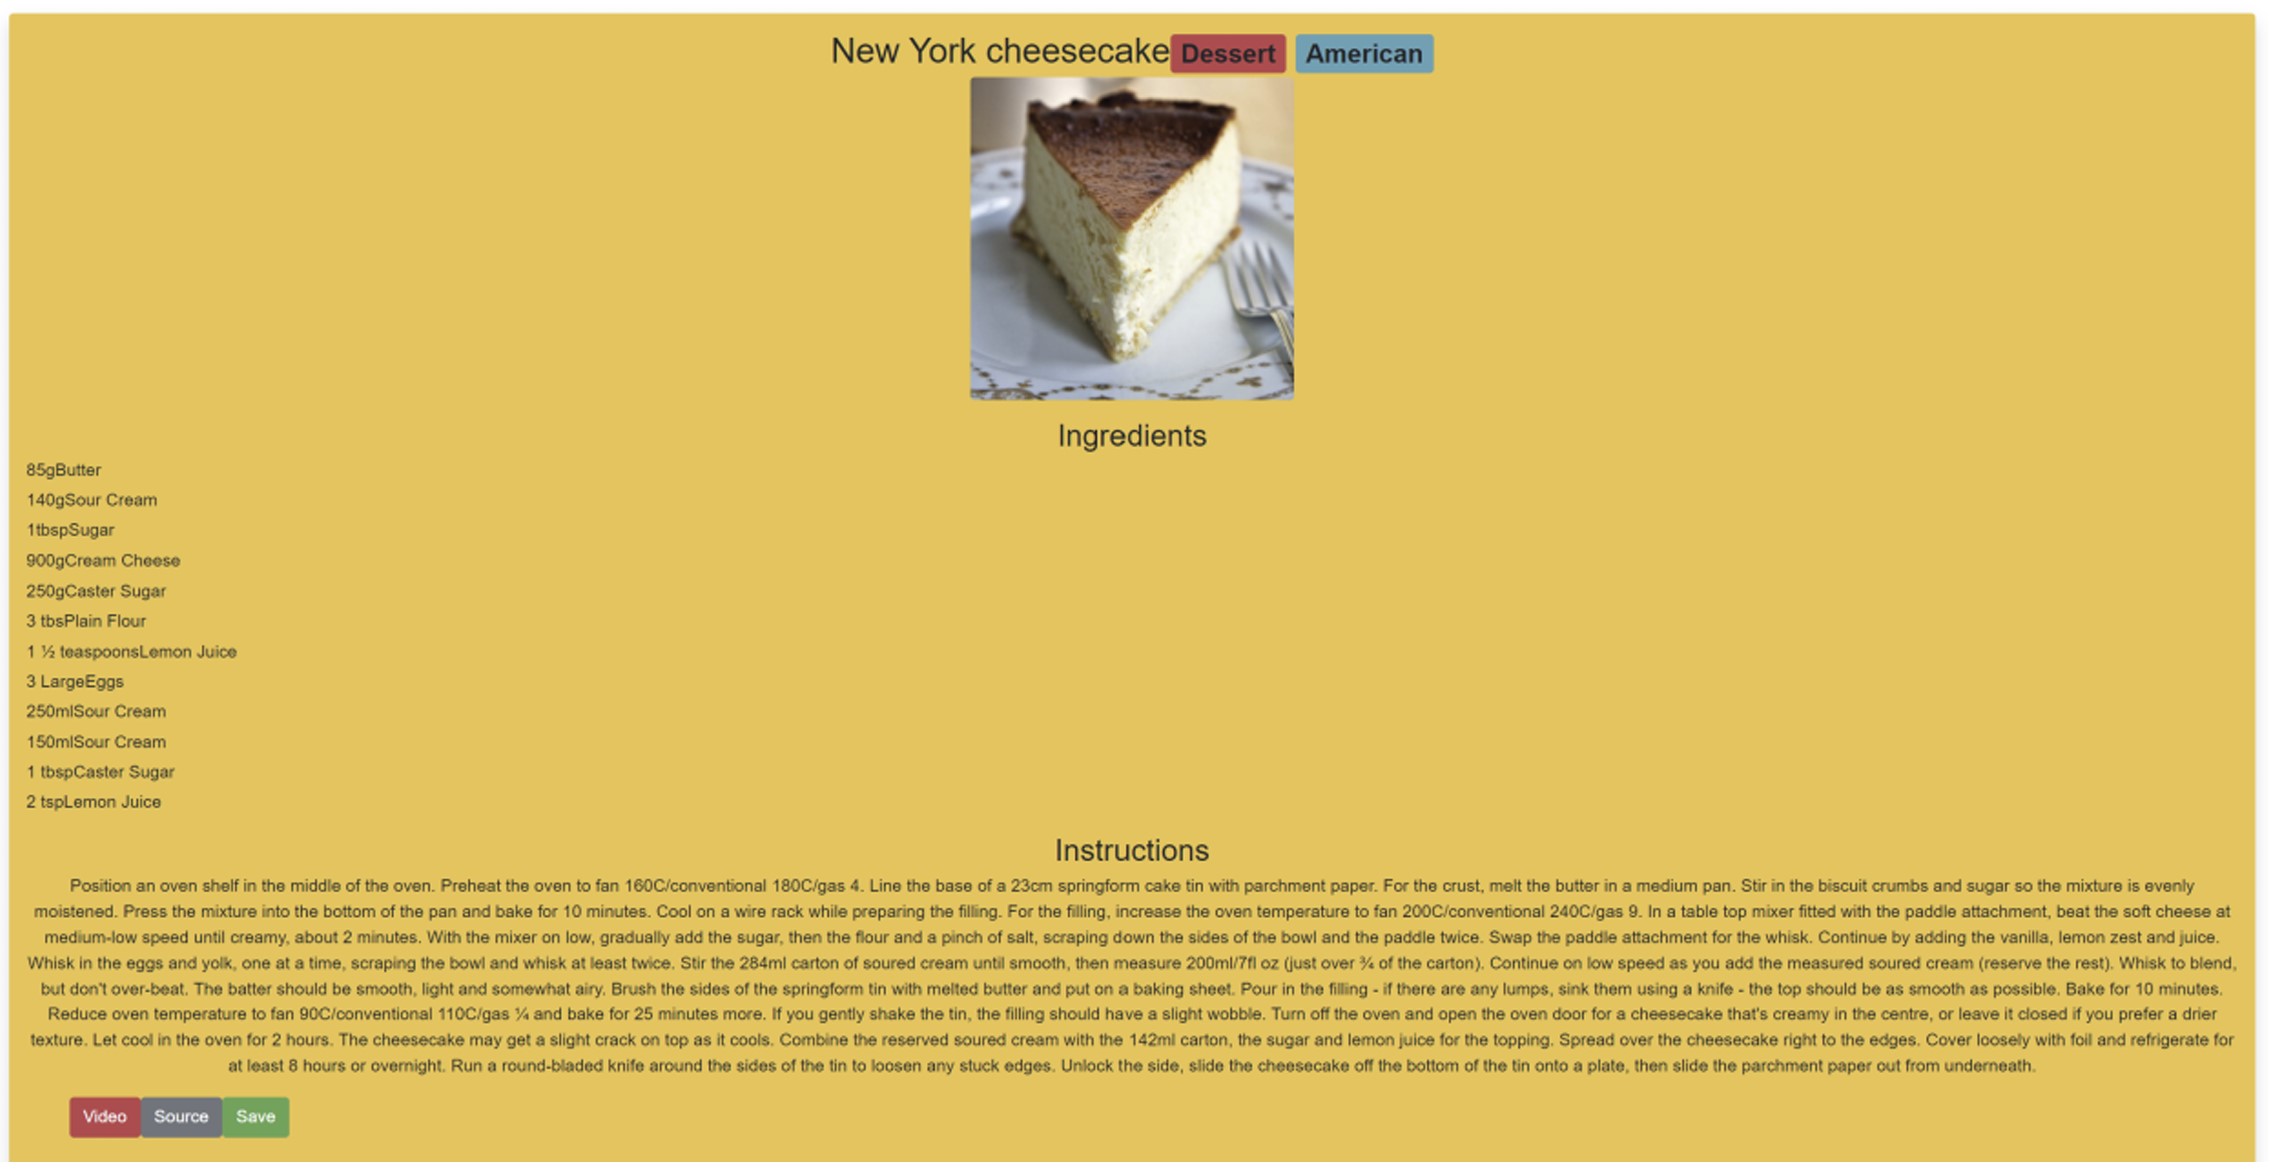 New York cheesecake Dessert American
Ingredients
85gButter
140gSour Cream
1tbspSugar
900gCream Cheese
250gCaster Sugar
3 tbsPlain Flour
1 ½ teaspoonsLemon Juice
3 LargeEggs
250mlSour Cream
150mlSour Cream
1 tbspCaster Sugar
2 tspLemon Juice
Instructions
Position an oven shelf in the middle of the oven. Preheat the oven to fan 160C/conventional 180C/gas 4. Line the base of a 23cm springform cake tin with parchment paper. For the crust, melt the butter in a medium pan. Stir in the biscuit crumbs and sugar so the mixture is evenly
moistened. Press the mixture into the bottom of the pan and bake for 10 minutes. Cool on a wire rack while preparing the filling. For the filling, increase the oven temperature to fan 200C/conventional 240C/gas 9. In a table top mixer fitted with the paddle attachment, beat the soft cheese at
medium-low speed until creamy, about 2 minutes. With the mixer on low, gradually add the sugar, then the flour and a pinch of salt, scraping down the sides of the bowl and the paddle twice. Swap the paddle attachment for the whisk. Continue by adding the vanilla, lemon zest and juice.
Whisk in the eggs and yolk, one at a time, scraping the bowl and whisk at least twice. Stir the 284ml carton of soured cream until smooth, then measure 200ml/7fl oz (just over ¾ of the carton). Continue on low speed as you add the measured soured cream (reserve the rest). Whisk to blend,
but don't over-beat. The batter should be smooth, light and somewhat airy. Brush the sides of the springform tin with melted butter and put on a baking sheet. Pour in the filling - if there are any lumps, sink them using a knife - the top should be as smooth as possible. Bake for 10 minutes.
Reduce oven temperature to fan 90C/conventional 110C/gas ¼ and bake for 25 minutes more. If you gently shake the tin, the filling should have a slight wobble. Turn off the oven and open the oven door for a cheesecake that's creamy in the centre, or leave it closed if you prefer a drier
texture. Let cool in the oven for 2 hours. The cheesecake may get a slight crack on top as it cools. Combine the reserved soured cream with the 142ml carton, the sugar and lemon juice for the topping. Spread over the cheesecake right to the edges. Cover loosely with foil and refrigerate for
at least 8 hours or overnight. Run a round-bladed knife around the sides of the tin to loosen any stuck edges. Unlock the side, slide the cheesecake off the bottom of the tin onto a plate, then slide the parchment paper out from underneath.
Video Source Save